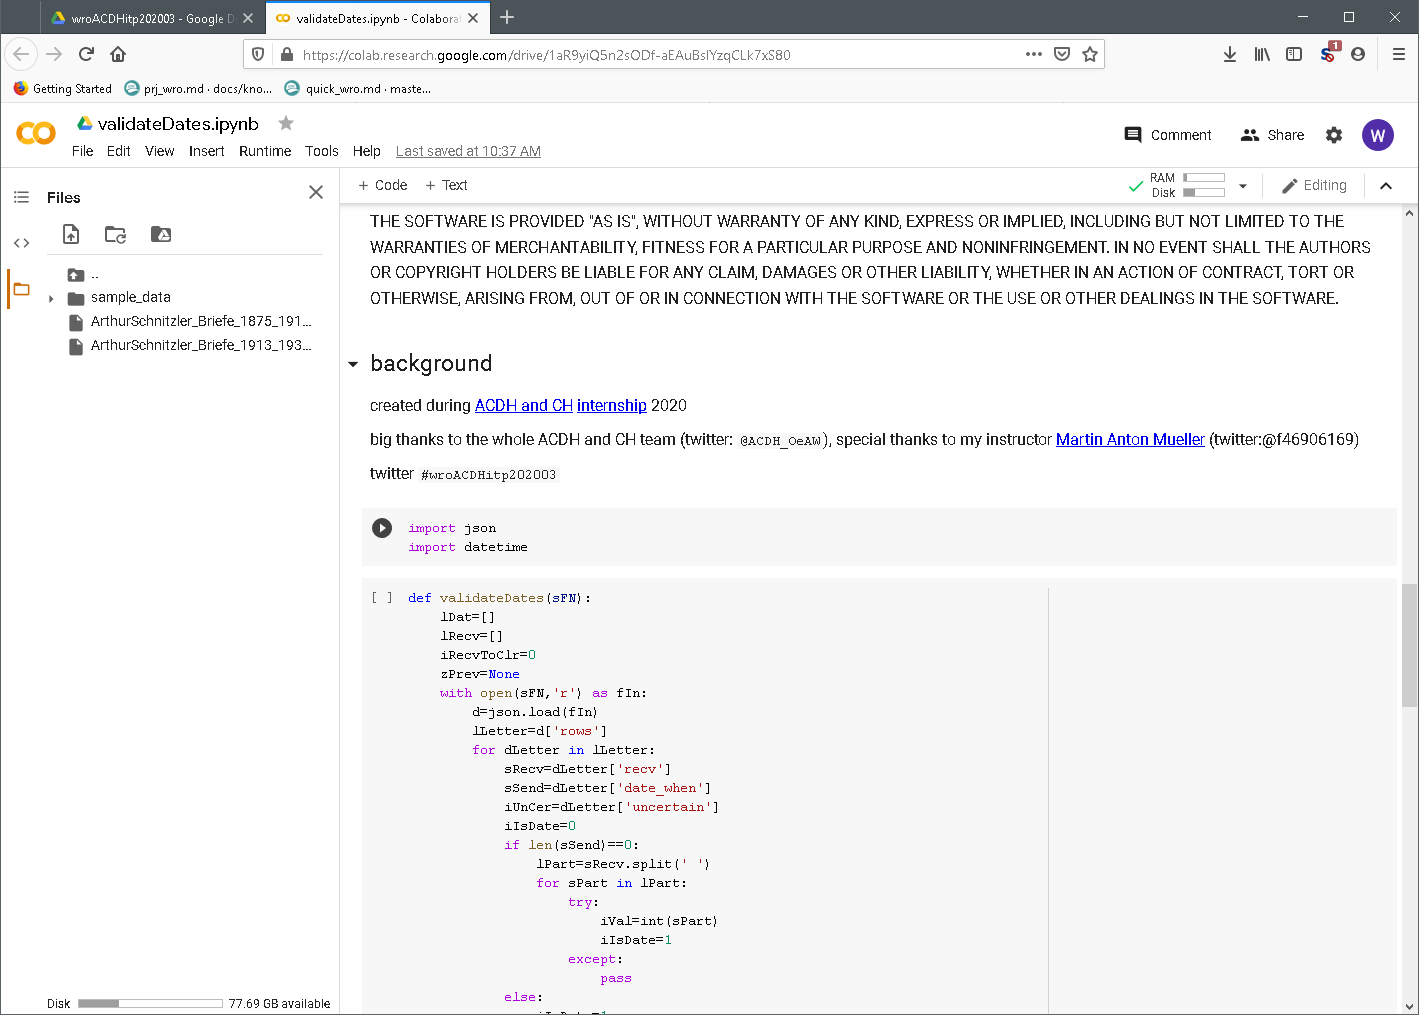 wroACDHitp202003 - Google D
validateDates.ipynb - Colaborat
https://colab.research.google.com/drive/1aR9yiQ5n2sODf-aEAuBsIYzqCLk7xS80
1
Getting Started
prj_wro.md · docs/kno...
quick_wro.md · maste...
validateDates.ipynb
File Edit View Insert Runtime Tools Help Last saved at 10:37 AM
Comment
Share
W
Files
+ Code + Text
RAM
Disk
Editing
..
sample_data
ArthurSchnitzler_Briefe_1875_191...
ArthurSchnitzler_Briefe_1913_193...
Disk 77.69 GB available
THE SOFTWARE IS PROVIDED "AS IS", WITHOUT WARRANTY OF ANY KIND, EXPRESS OR IMPLIED, INCLUDING BUT NOT LIMITED TO THE
WARRANTIES OF MERCHANTABILITY, FITNESS FOR A PARTICULAR PURPOSE AND NONINFRINGEMENT. IN NO EVENT SHALL THE AUTHORS
OR COPYRIGHT HOLDERS BE LIABLE FOR ANY CLAIM, DAMAGES OR OTHER LIABILITY, WHETHER IN AN ACTION OF CONTRACT, TORT OR
OTHERWISE, ARISING FROM, OUT OF OR IN CONNECTION WITH THE SOFTWARE OR THE USE OR OTHER DEALINGS IN THE SOFTWARE.
background
created during ACDH and CH internship 2020
big thanks to the whole ACDH and CH team (twitter: @ACDH_OeAW), special thanks to my instructor Martin Anton Mueller (twitter:@f46906169)
twitter #wroACDHitp202003
import json
import datetime
[ ] def validateDates(sFN):
lDat=[]
lRecv=[]
iRecvToClr=0
zPrev=None
with open(sFN,'r') as fIn:
d=json.load(fIn)
lLetter=d['rows']
for dLetter in lLetter:
sRecv=dLetter['recv']
sSend=dLetter['date_when']
iUnCer=dLetter['uncertain']
iIsDate=0
if len(sSend)==0:
lPart=sRecv.split(' ')
for sPart in lPart:
try:
iVal=int(sPart)
iIsDate=1
except:
pass
else: